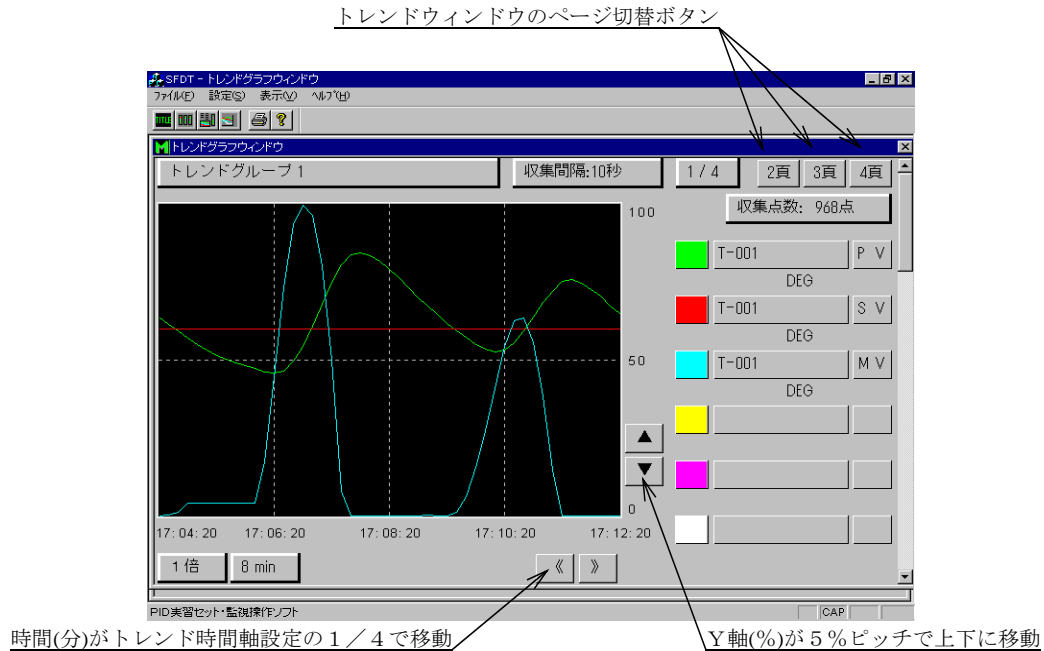 トレンドウィンドウのページ切替ボタン
SFDT - トレンドグラフウィンドウ
ファイル(F) 設定(S) 表示(V) ヘルプ(H)
TITLE
トレンドグラフウィンドウ
トレンドグループ 1 収集間隔:10秒 1 / 4 2頁 3頁 4頁
収集点数: 968点
100
T-001 P V
DEG
T-001 S V
DEG
50 T-001 M V
DEG
0
17:04:20 17:06:20 17:08:20 17:10:20 17:12:20
1 倍 8 min 《 》
PID実習セット・監視操作ソフト CAP
時間(分)がトレンド時間軸設定の1/4で移動 Y軸(%)が5%ピッチで上下に移動